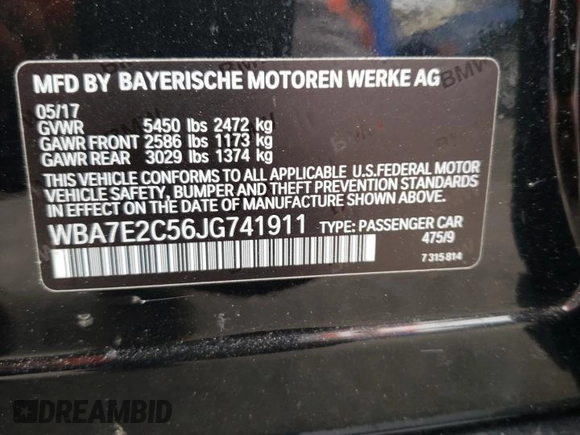 MFD BY BAYERISCHE MOTOREN WERKE AG
05/17
GVWR 5450 lbs 2472 kg
GAWR FRONT 2586 lbs 1173 kg
GAWR REAR 3029 lbs 1374 kg
THIS VEHICLE CONFORMS TO ALL APPLICABLE U.S.FEDERAL MOTOR
VEHICLE SAFETY, BUMPER AND THEFT PREVENTION STANDARDS
IN EFFECT ON THE DATE OF MANUFACTURE SHOWN ABOVE.
WBA7E2C56JG741911 TYPE: PASSENGER CAR
475/9
7 315 814
DREAMBID